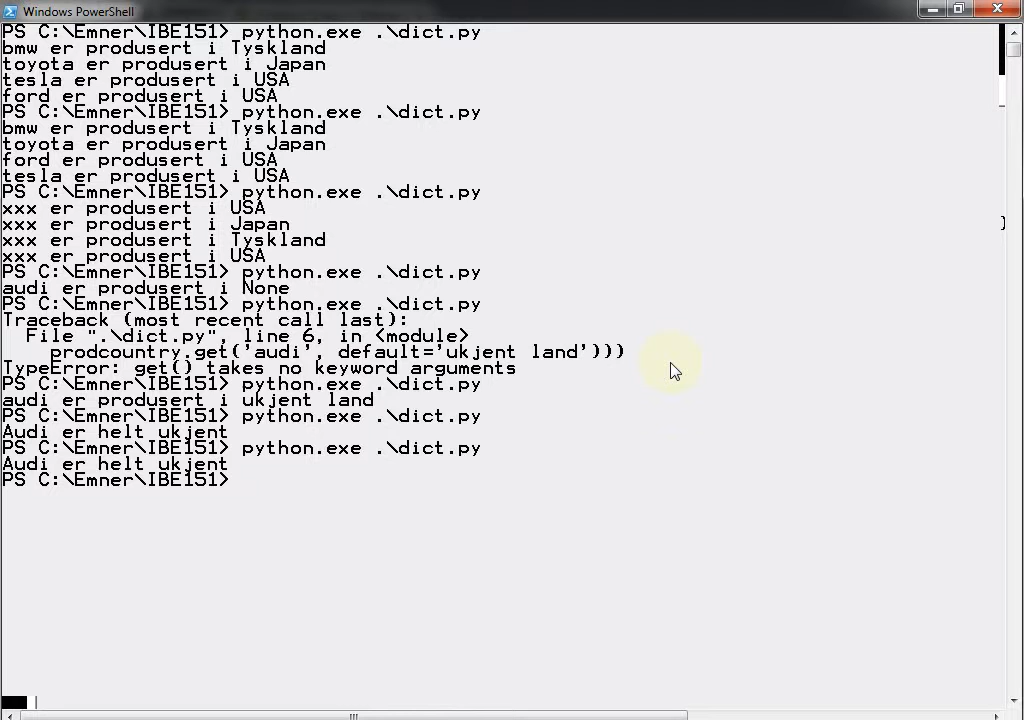 Windows PowerShell
PS C:\Emner\IBE151> python.exe .\dict.py
bmw er produsert i Tyskland
toyota er produsert i Japan
tesla er produsert i USA
ford er produsert i USA
PS C:\Emner\IBE151> python.exe .\dict.py
bmw er produsert i Tyskland
toyota er produsert i Japan
ford er produsert i USA
tesla er produsert i USA
PS C:\Emner\IBE151> python.exe .\dict.py
xxx er produsert i USA
xxx er produsert i Japan
xxx er produsert i Tyskland
xxx er produsert i USA
PS C:\Emner\IBE151> python.exe .\dict.py
audi er produsert i None
PS C:\Emner\IBE151> python.exe .\dict.py
Traceback (most recent call last):
  File ".\dict.py", line 6, in <module>
    prodcountry.get('audi', default='ukjent land')))
TypeError: get() takes no keyword arguments
PS C:\Emner\IBE151> python.exe .\dict.py
audi er produsert i ukjent land
PS C:\Emner\IBE151> python.exe .\dict.py
Audi er helt ukjent
PS C:\Emner\IBE151> python.exe .\dict.py
Audi er helt ukjent
PS C:\Emner\IBE151>